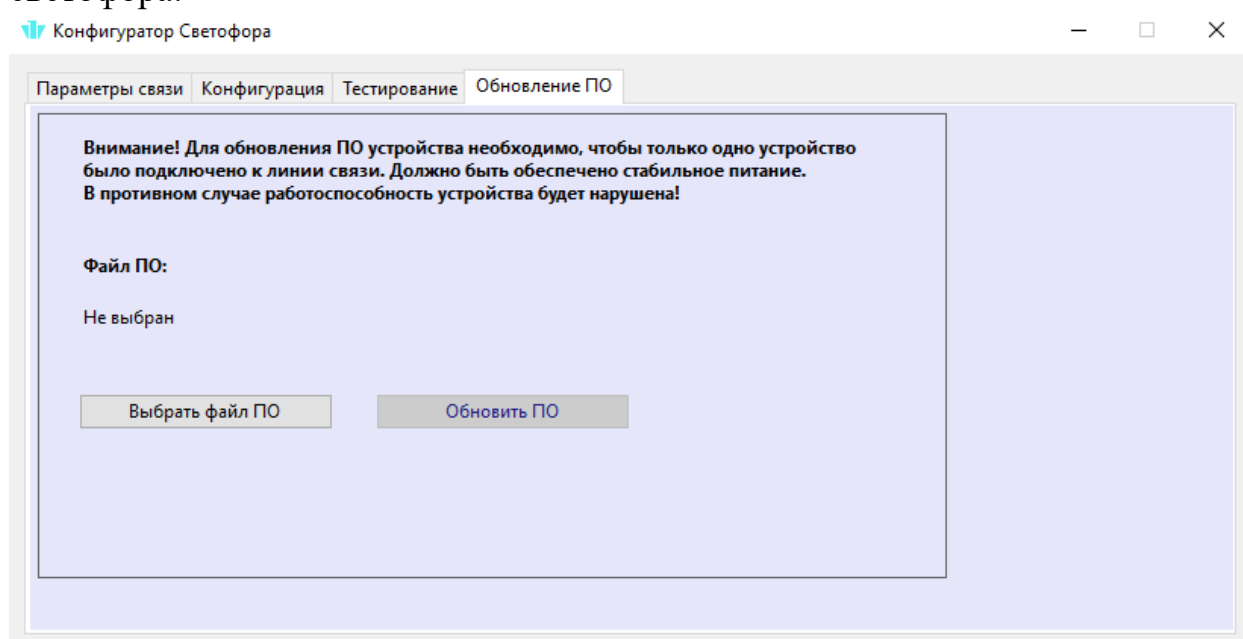 Конфигуратор Светофора
Параметры связи Конфигурация Тестирование Обновление ПО
Внимание! Для обновления ПО устройства необходимо, чтобы только одно устройство
было подключено к линии связи. Должно быть обеспечено стабильное питание.
В противном случае работоспособность устройства будет нарушена!
Файл ПО:
Не выбран
Выбрать файл ПО Обновить ПО